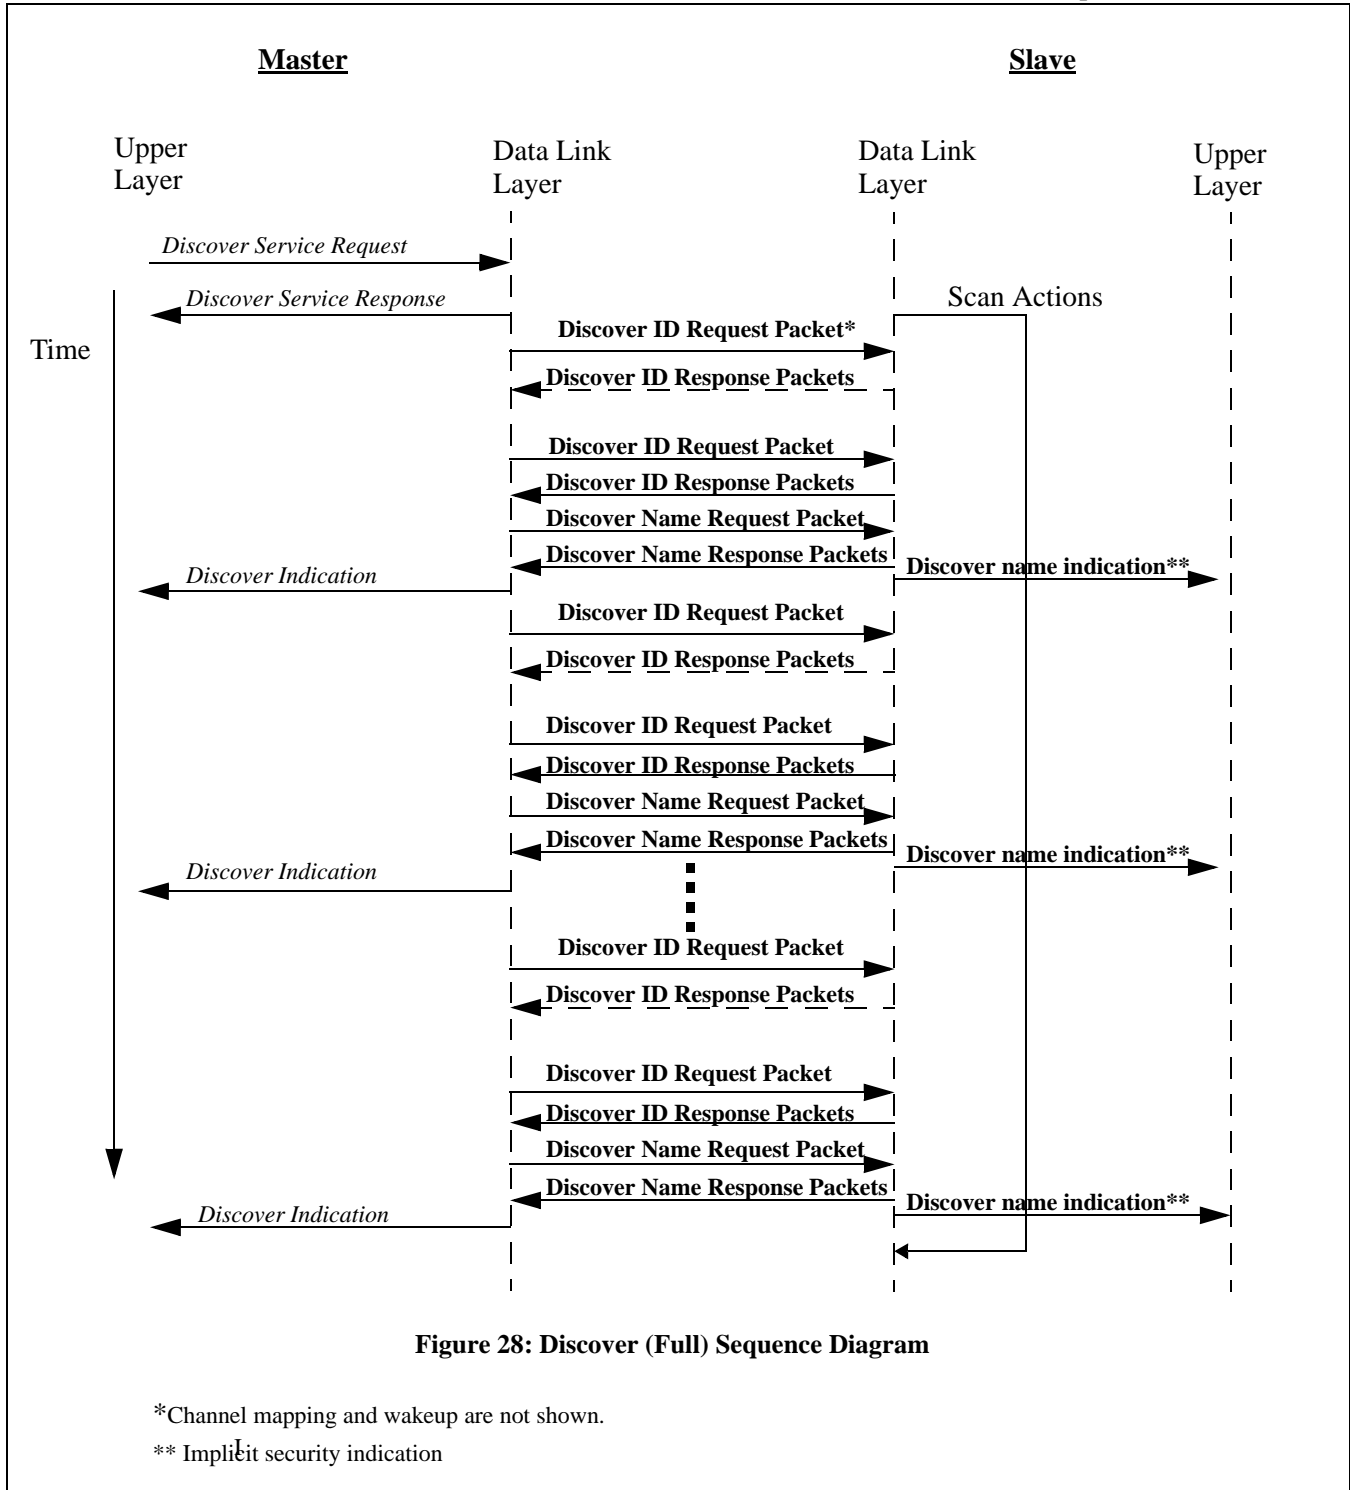 Master
Slave
Upper
Layer
Data Link
Layer
Data Link
Layer
Upper
Layer
Discover Service Request
Discover Service Response
Scan Actions
Time
Discover ID Request Packet*
Discover ID Response Packets
Discover ID Request Packet
Discover ID Response Packets
Discover Name Request Packet
Discover Name Response Packets
Discover Indication
Discover name indication**
Discover ID Request Packet
Discover ID Response Packets
Discover ID Request Packet
Discover ID Response Packets
Discover Name Request Packet
Discover Name Response Packets
Discover Indication
Discover name indication**
Discover ID Request Packet
Discover ID Response Packets
Discover ID Request Packet
Discover ID Response Packets
Discover Name Request Packet
Discover Name Response Packets
Discover Indication
Discover name indication**
Figure 28: Discover (Full) Sequence Diagram
*Channel mapping and wakeup are not shown.
** Implicit security indication